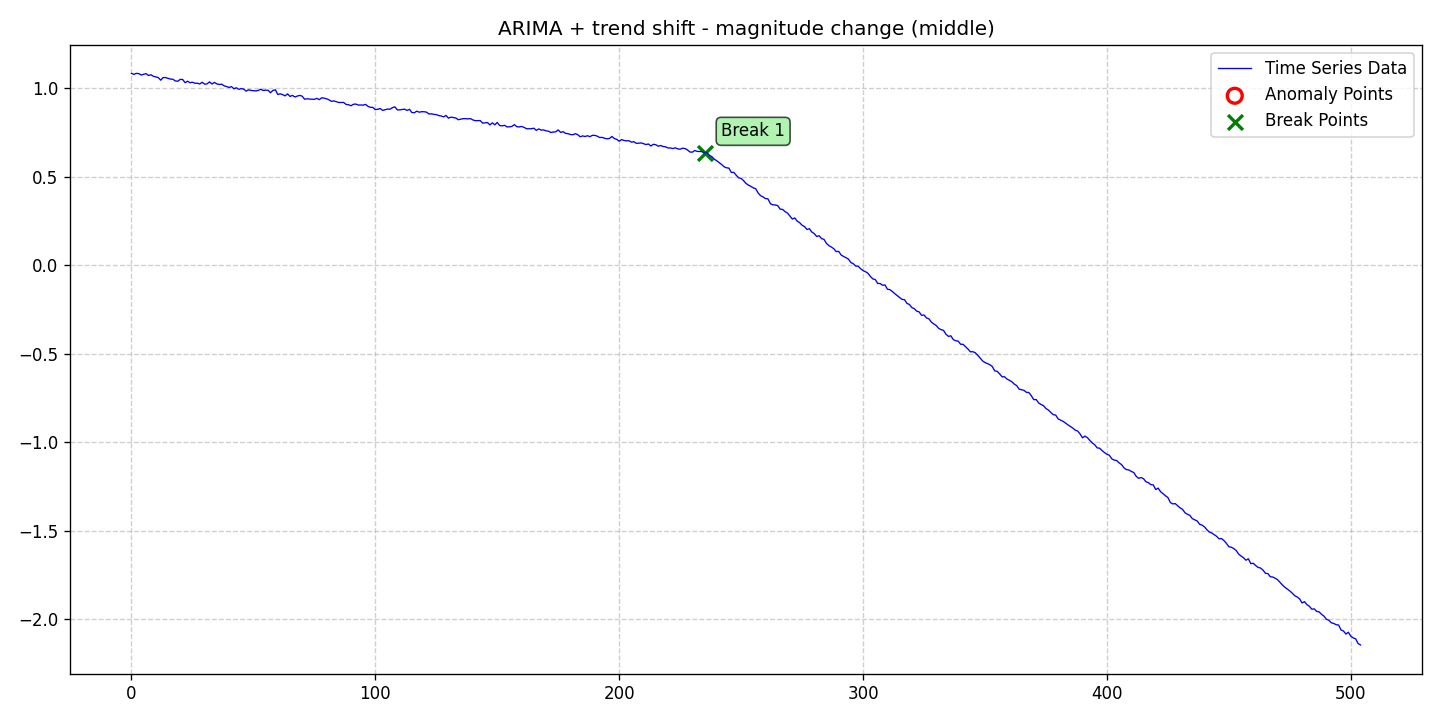 ARIMA + trend shift - magnitude change (middle)
Time Series Data
Anomaly Points
Break Points
Break 1
1.0
0.5
0.0
−0.5
−1.0
−1.5
−2.0
0 100 200 300 400 500